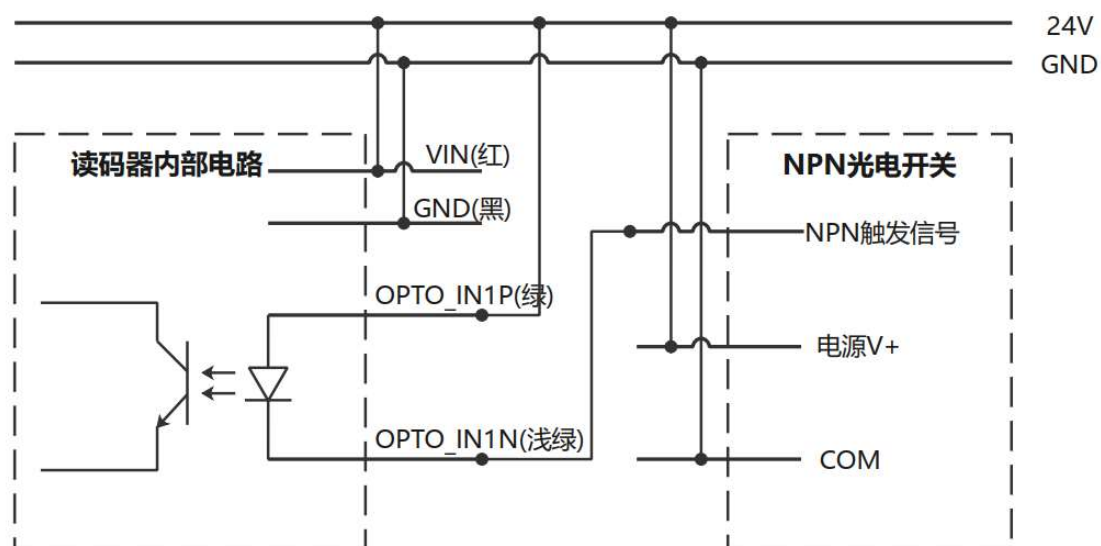 24V
GND
读码器内部电路
VIN(红)
NPN光电开关
GND(黑)
NPN触发信号
OPTO_IN1P(绿)
电源V+
OPTO_IN1N(浅绿)
COM